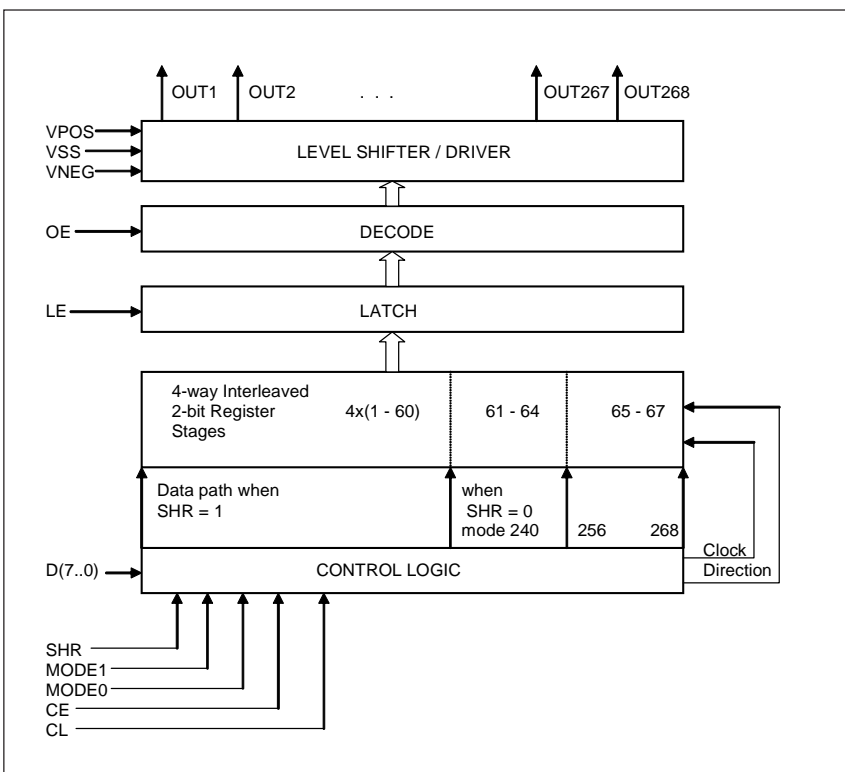 OUT1 OUT2 . . . OUT267 OUT268
VPOS
VSS
VNEG
LEVEL SHIFTER / DRIVER
OE
DECODE
LE
LATCH
4-way Interleaved
2-bit Register
Stages
4x(1 - 60)
61 - 64
65 - 67
Data path when
SHR = 1
when
SHR = 0
mode 240
256
268
Clock
Direction
D(7..0)
CONTROL LOGIC
SHR
MODE1
MODE0
CE
CL